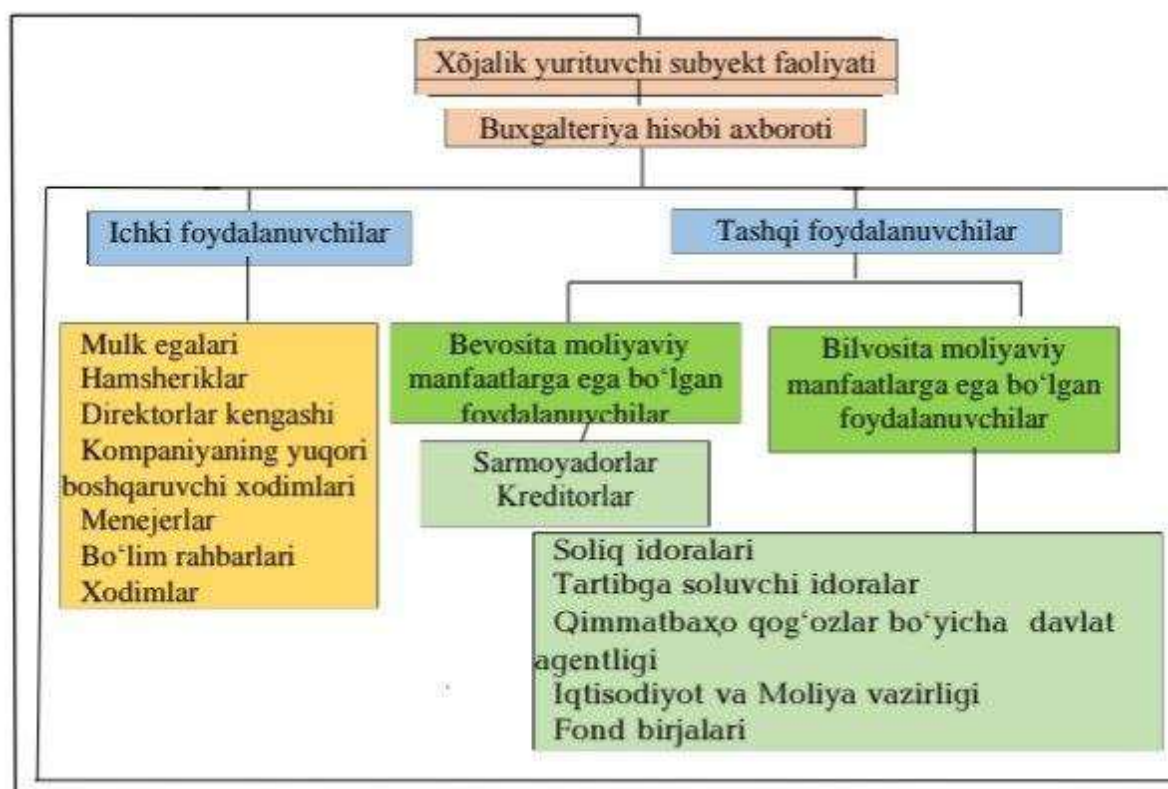 Xõjalik yurituvchi subyekt faoliyati
Buxgalteriya hisobi axboroti
Ichki foydalanuvchilar
Tashqi foydalanuvchilar
Mulk egalari
Hamsheriklar
Direktorlar kengashi
Kompaniyaning yuqori
boshqaruvchi xodimlari
Menejerlar
Bo‘lim rahbarlari
Xodimlar
Bevosita moliyaviy
manfaatlarga ega bo‘lgan
foydalanuvchilar
Sarmoyadorlar
Kreditorlar
Bilvosita moliyaviy
manfaatlarga ega bo‘lgan
foydalanuvchilar
Soliq idoralari
Tartibga soluvchi idoralar
Qimmatbaҳo qog‘ozlar bo‘yicha davlat
agentligi
Iqtisodiyot va Moliya vazirligi
Fond birjalari